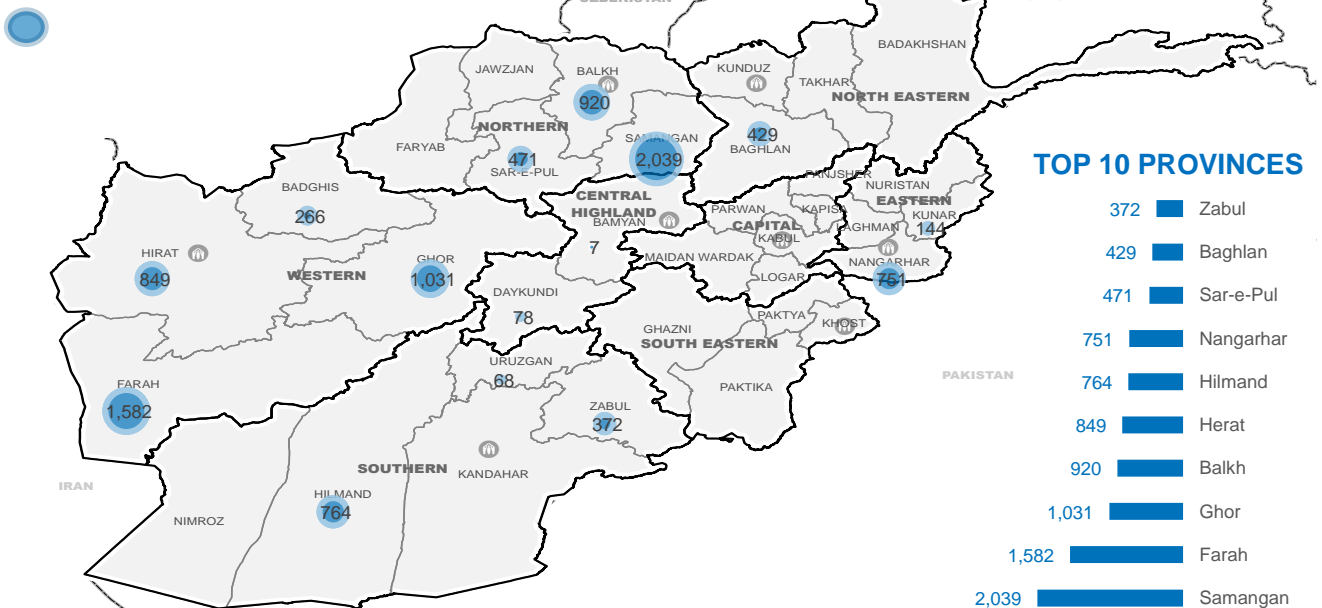 UZBEKISTAN
BADAKHSHAN
JAWZJAN
BALKH
KUNDUZ
TAKHAR
920
NORTH EASTERN
NORTHERN
429
FARYAB
SAMANGAN
BAGHLAN
471
2,039
SAR-E-PUL
TOP 10 PROVINCES
PANJSHER
NURISTAN
BADGHIS
CENTRAL
HIGHLAND
EASTERN
266
PARWAN
KAPISA
KUNAR
BAMYAN
CAPITAL
LAGHMAN
144
KABUL
HIRAT
7
MAIDAN WARDAK
NANGARHAR
GHOR
WESTERN
LOGAR
849
1,031
751
DAYKUNDI
78
PAKTYA
KHOST
GHAZNI
SOUTH EASTERN
URUZGAN
68
PAKISTAN
FARAH
PAKTIKA
1,582
ZABUL
372
SOUTHERN
KANDAHAR
IRAN
HILMAND
764
NIMROZ
372 Zabul
429 Baghlan
471 Sar-e-Pul
751 Nangarhar
764 Hilmand
849 Herat
920 Balkh
1,031 Ghor
1,582 Farah
2,039 Samangan